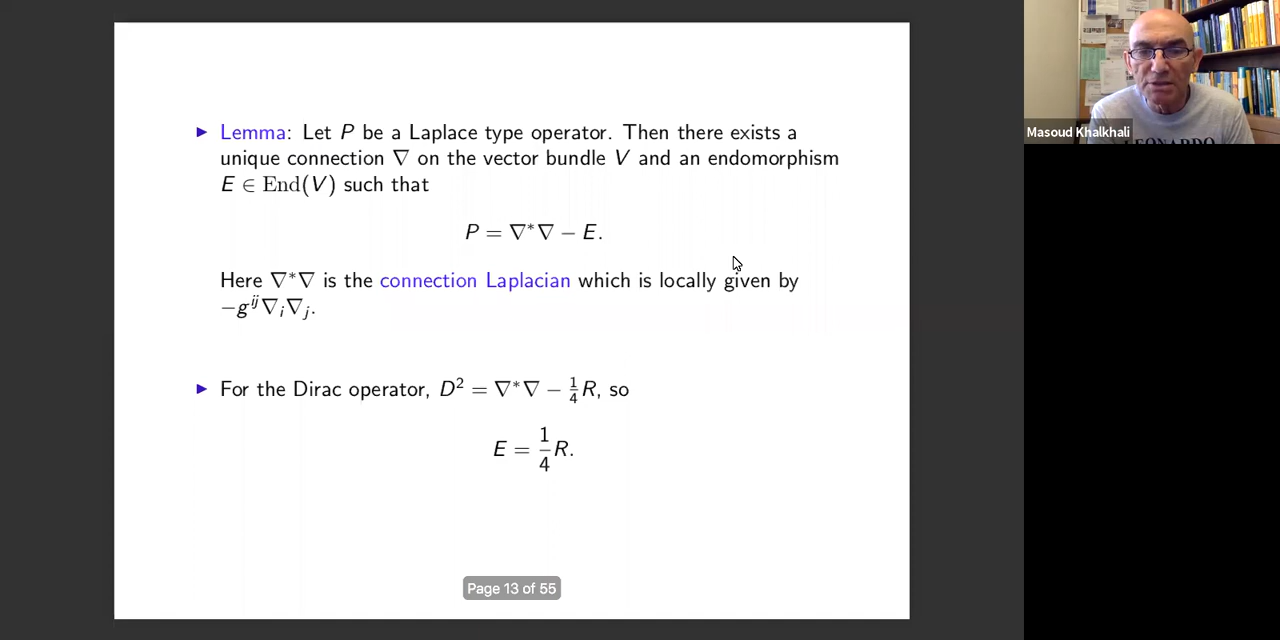 Lemma: Let P be a Laplace type operator. Then there exists a
unique connection ∇ on the vector bundle V and an endomorphism
E ∈ End(V) such that
P = ∇*∇ − E.
Here ∇*∇ is the connection Laplacian which is locally given by
−g^{ij}∇_i∇_j.
For the Dirac operator, D² = ∇*∇ − ¼R, so
E = 1/4 R.
Page 13 of 55
Masoud Khalkhali
LEONARDO